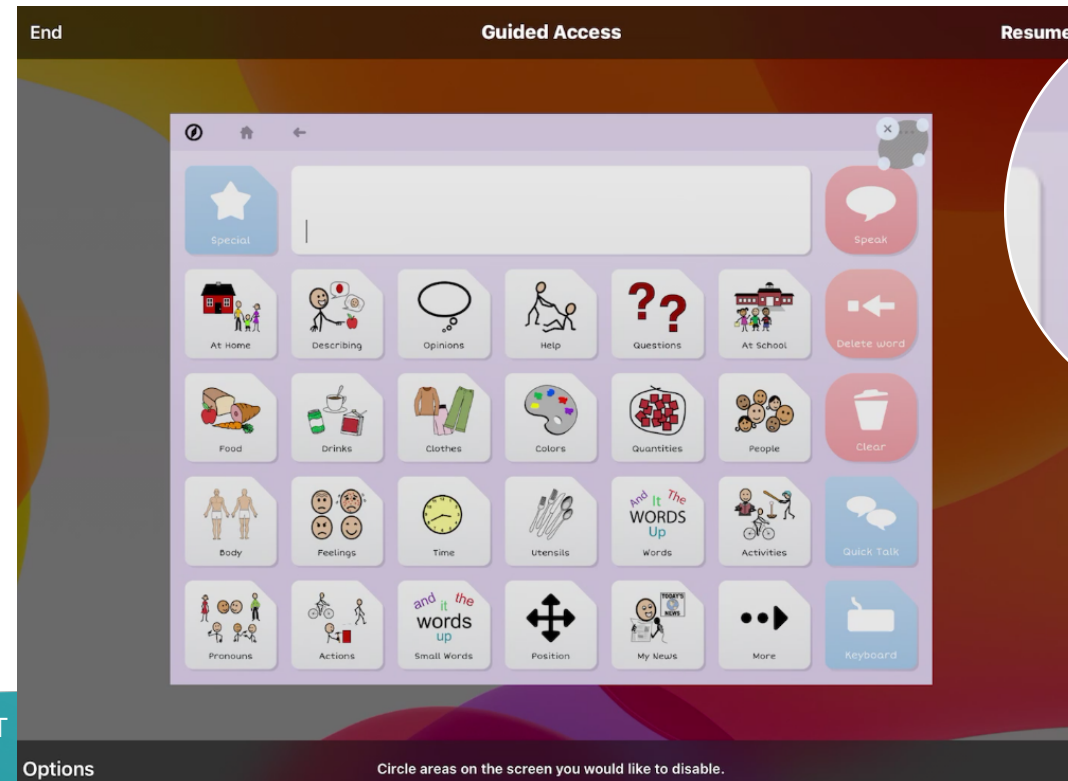 End Guided Access Resume
Special Speak
At Home Describing Opinions Help ?? Questions At School Delete word
Food Drinks Clothes Colors Quantities People Clear
And It The
WORDS
Up
TODAY'S
NEWS
Body Feelings Time Utensils Words Activities Quick Talk
and it the
words
up
Pronouns Actions Small Words Position My News More Keyboard
T
Options Circle areas on the screen you would like to disable.